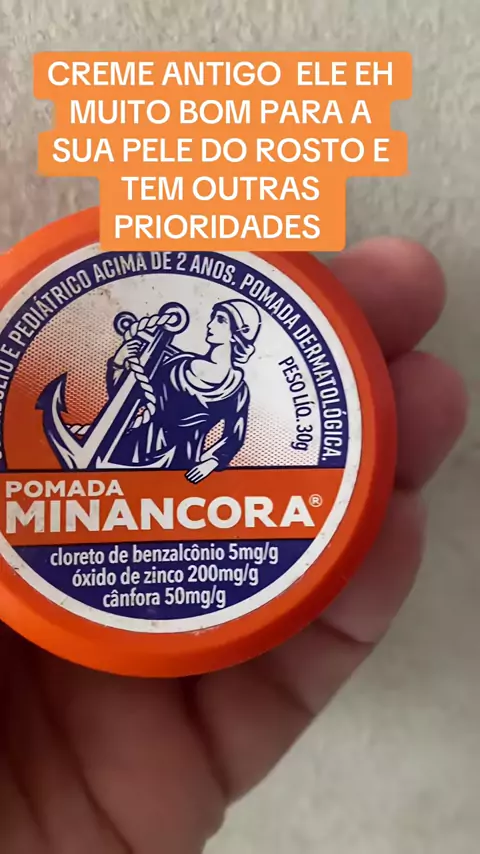 CREME ANTIGO ELE EH
MUITO BOM PARA A
SUA PELE DO ROSTO E
TEM OUTRAS
PRIORIDADES
E PEDIÁTRICO ACIMA DE 2 ANOS. POMADA DERMATOLÓGICA.
PESO LÍQ. 30g
POMADA
MINANCORA®
cloreto de benzalcônio 5mg/g
óxido de zinco 200mg/g
cânfora 50mg/g